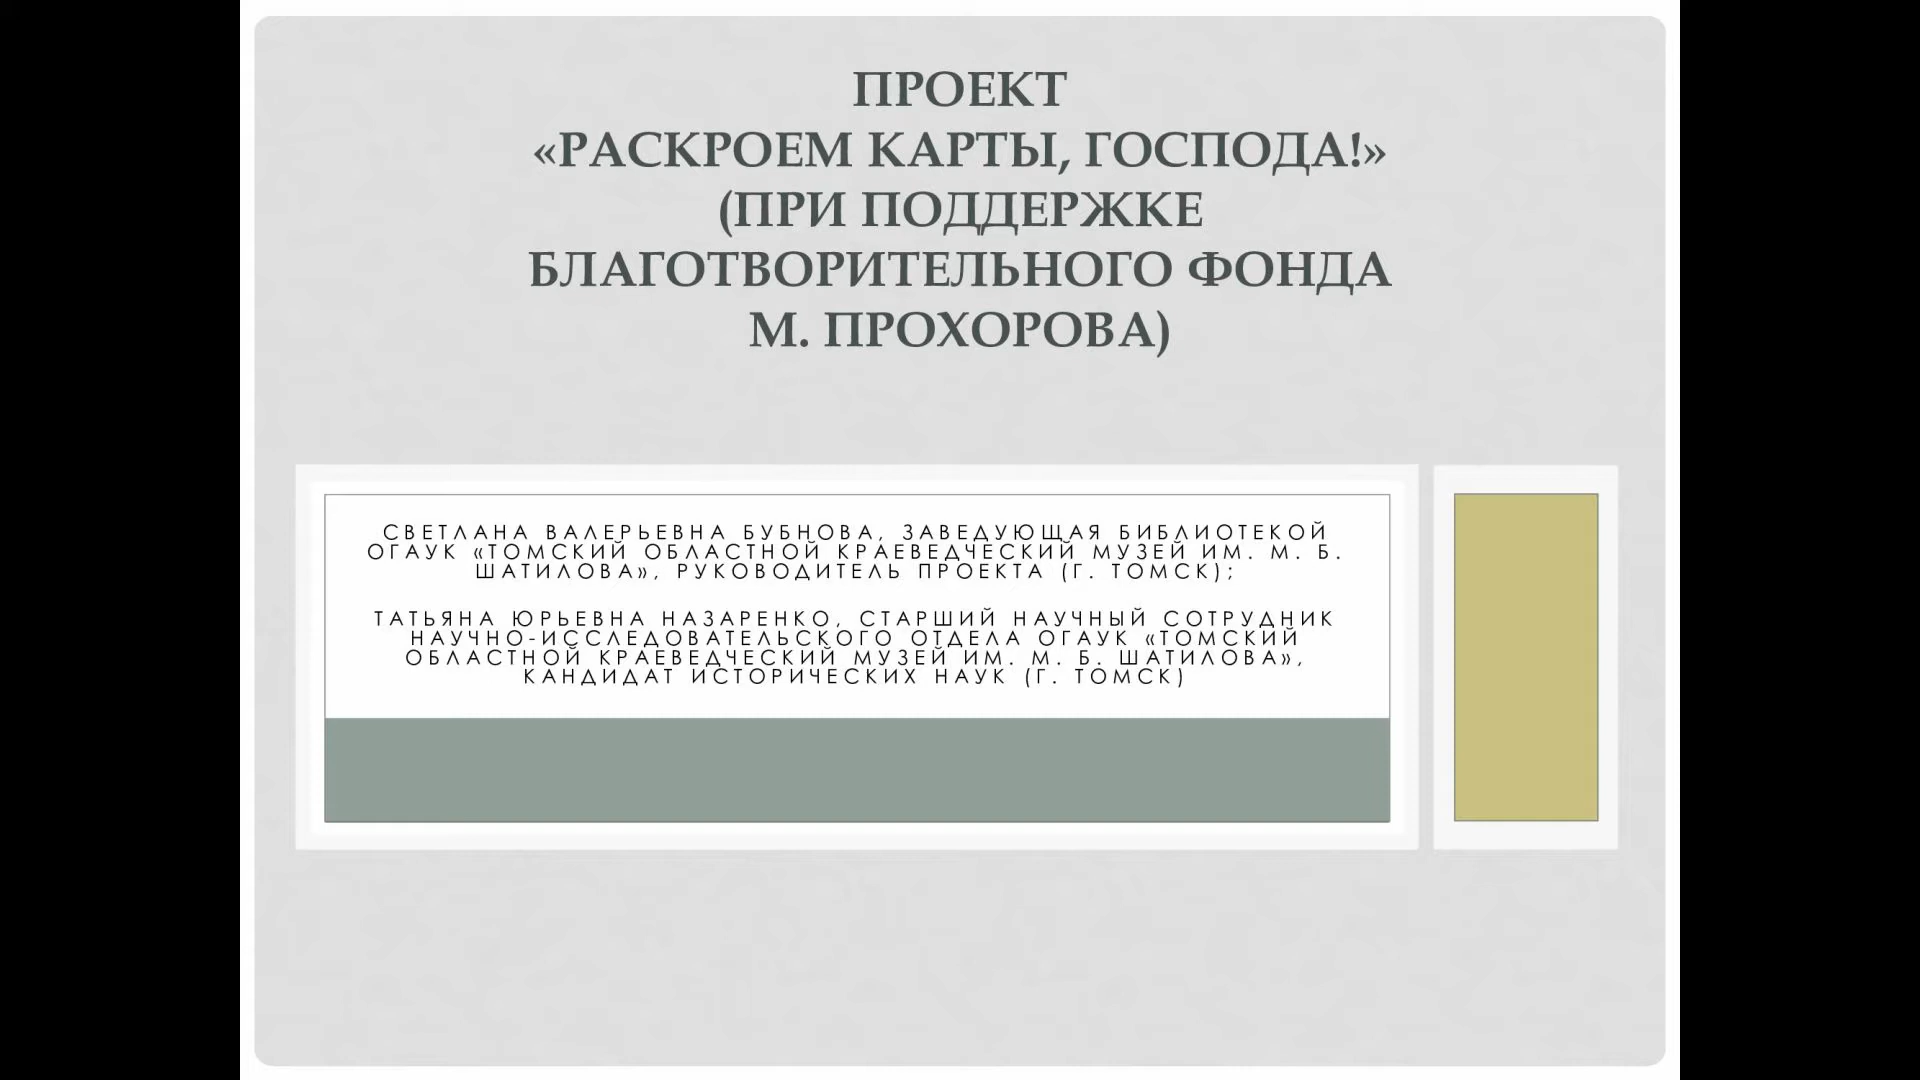 ПРОЕКТ
«РАСКРОЕМ КАРТЫ, ГОСПОДА!»
(ПРИ ПОДДЕРЖКЕ
БЛАГОТВОРИТЕЛЬНОГО ФОНДА
М. ПРОХОРОВА)
СВЕТЛАНА ВАЛЕРЬЕВНА БУБНОВА, ЗАВЕДУЮЩАЯ БИБЛИОТЕКОЙ
ОГАУК «ТОМСКИЙ ОБЛАСТНОЙ КРАЕВЕДЧЕСКИЙ МУЗЕЙ ИМ. М. Б.
ШАТИЛОВА», РУКОВОДИТЕЛЬ ПРОЕКТА (Г. ТОМСК);
ТАТЬЯНА ЮРЬЕВНА НАЗАРЕНКО, СТАРШИЙ НАУЧНЫЙ СОТРУДНИК
НАУЧНО-ИССЛЕДОВАТЕЛЬСКОГО ОТДЕЛА ОГАУК «ТОМСКИЙ
ОБЛАСТНОЙ КРАЕВЕДЧЕСКИЙ МУЗЕЙ ИМ. М. Б. ШАТИЛОВА»,
КАНДИДАТ ИСТОРИЧЕСКИХ НАУК (Г. ТОМСК)